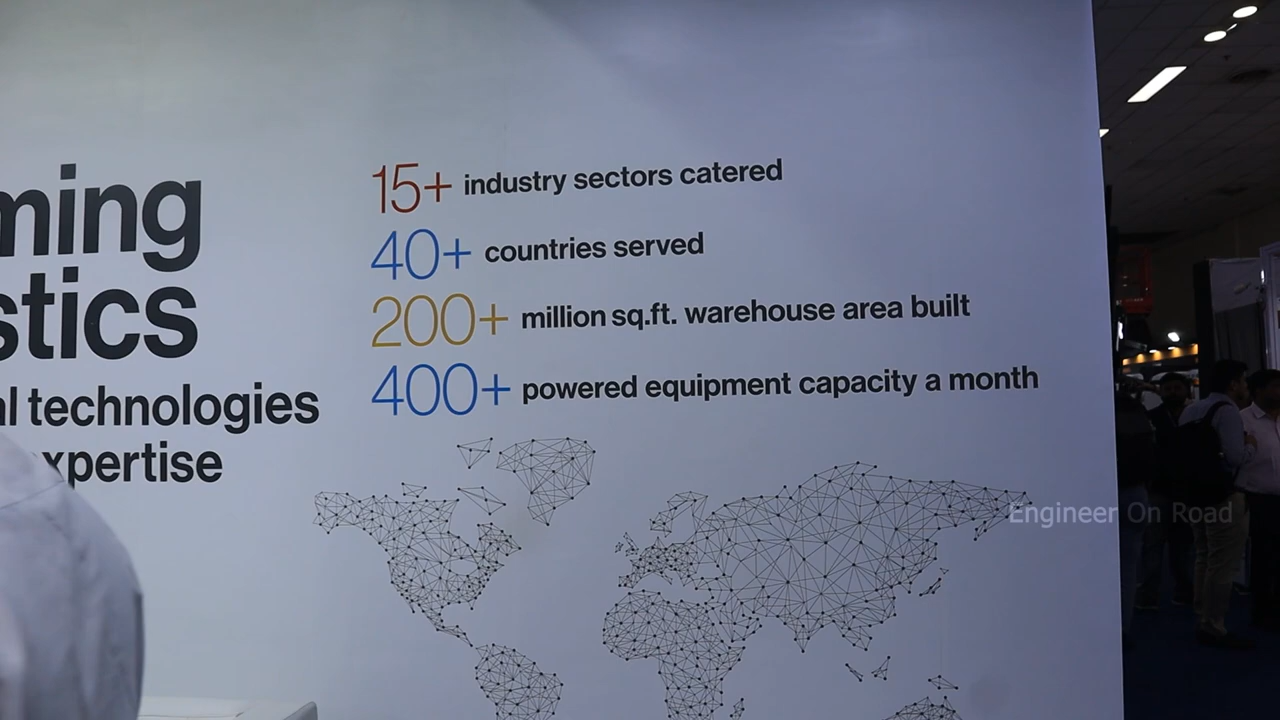 ming
stics
al technologies
xpertise
15+ industry sectors catered
40+ countries served
200+ million sq.ft. warehouse area built
400+ powered equipment capacity a month
Engineer On Road